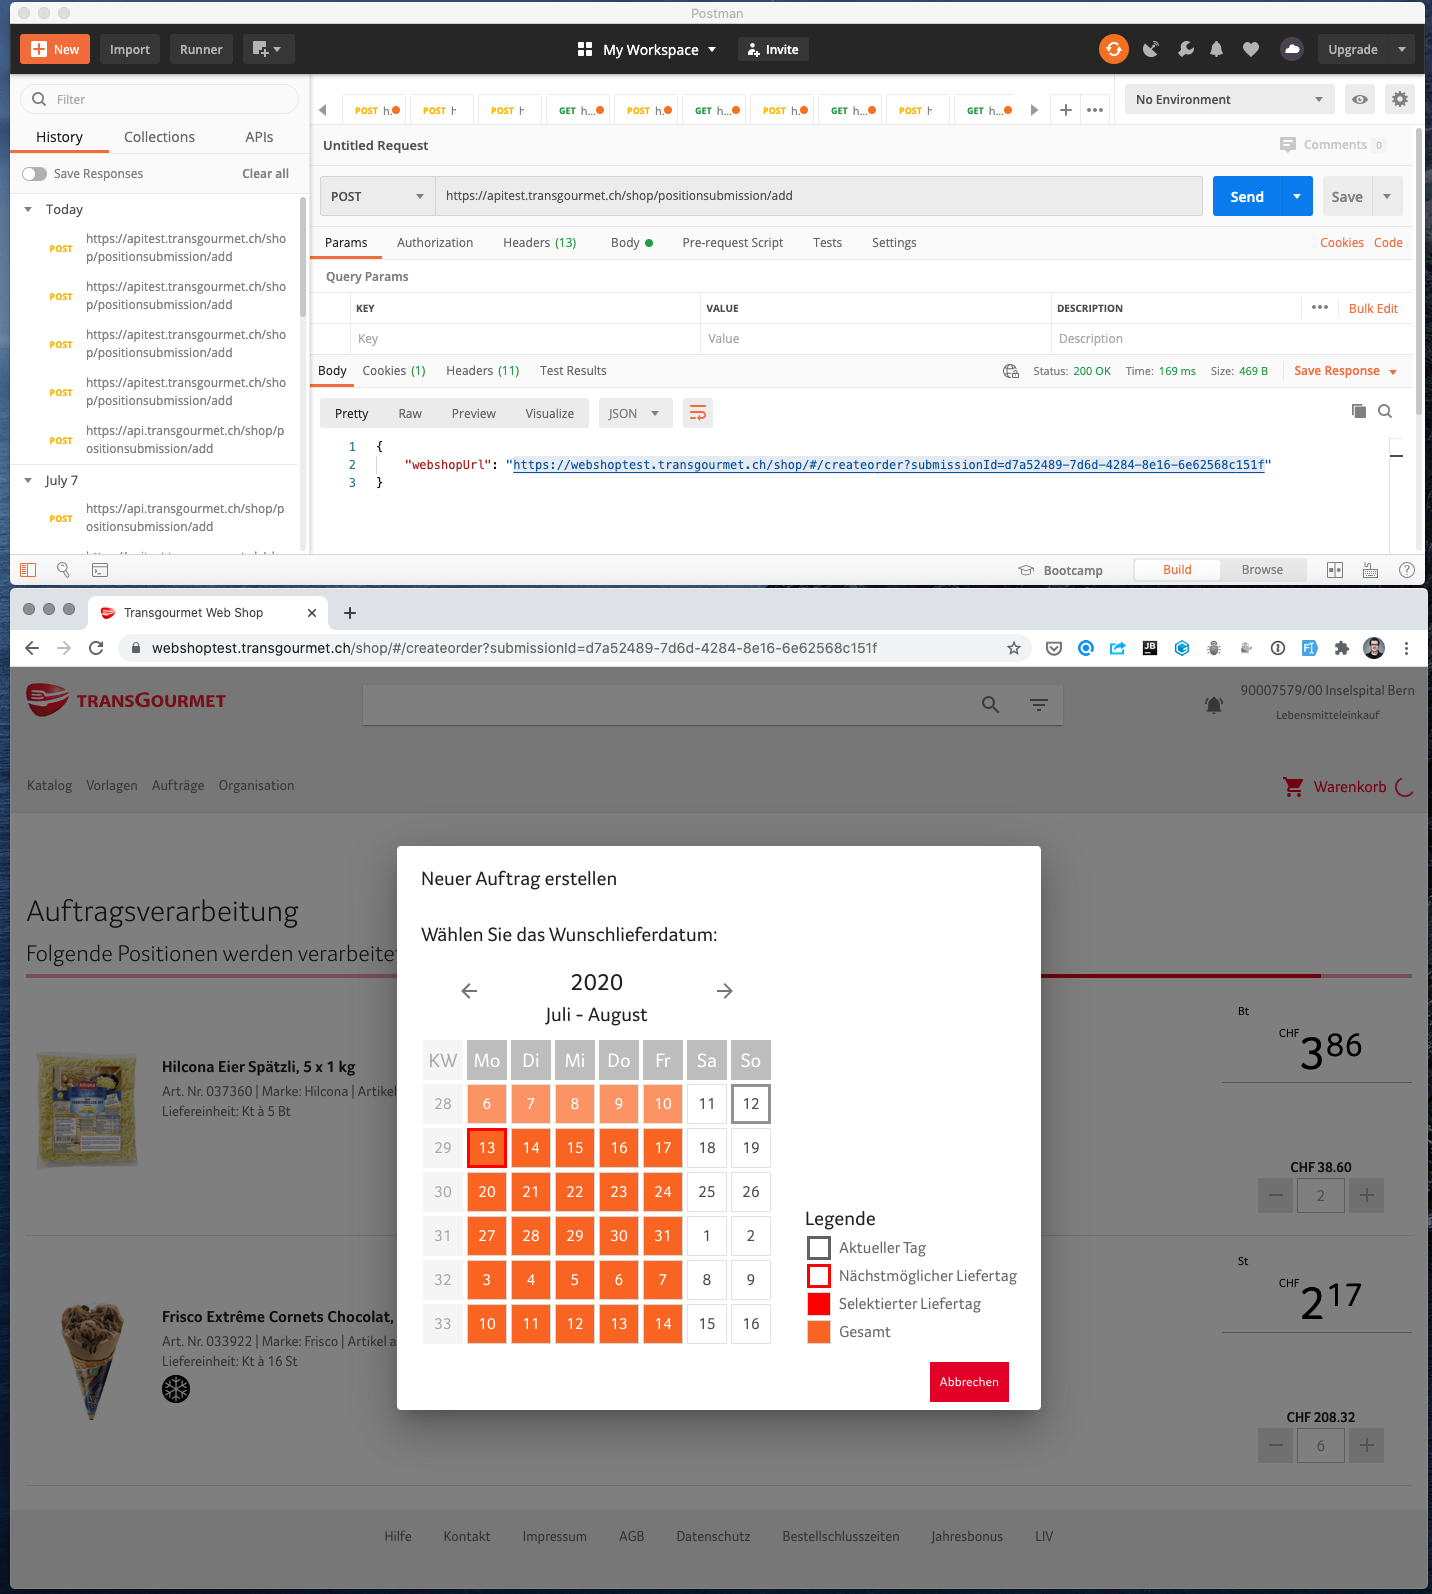 Postman
New Import Runner My Workspace Invite Upgrade
Filter
POST h. POST h POST h GET h... POST h. GET h... POST h. GET h... POST h GET h...
No Environment
History Collections APIs
Untitled Request
Comments 0
Save Responses Clear all
POST https://apitest.transgourmet.ch/shop/positionsubmission/add Send Save
Today
POST https://apitest.transgourmet.ch/sho
p/positionsubmission/add
POST https://apitest.transgourmet.ch/sho
p/positionsubmission/add
POST https://apitest.transgourmet.ch/sho
p/positionsubmission/add
POST https://apitest.transgourmet.ch/sho
p/positionsubmission/add
POST https://api.transgourmet.ch/shop/p
ositionsubmission/add
July 7
POST https://api.transgourmet.ch/shop/p
ositionsubmission/add
Params Authorization Headers (13) Body Pre-request Script Tests Settings Cookies Code
Query Params
KEY VALUE DESCRIPTION ••• Bulk Edit
Key Value Description
Body Cookies (1) Headers (11) Test Results Status: 200 OK Time: 169 ms Size: 469 B Save Response
Pretty Raw Preview Visualize JSON
1 {
2 "webshopUrl": "https://webshoptest.transgourmet.ch/shop/#/createorder?submissionId=d7a52489-7d6d-4284-8e16-6e62568c151f"
3 }
Bootcamp Build Browse
Transgourmet Web Shop
webshoptest.transgourmet.ch/shop/#/createorder?submissionId=d7a52489-7d6d-4284-8e16-6e62568c151f
TRANSGOURMET
90007579/00 Inselspital Bern
Lebensmitteleinkauf
Katalog Vorlagen Aufträge Organisation Warenkorb
Auftragsverarbeitung
Folgende Positionen werden verarbeite
Hilcona Eier Spätzli, 5 x 1 kg
Art. Nr. 037360 | Marke: Hilcona | Artikel
Liefereinheit: Kt à 5 Bt
Bt
CHF 3 86
CHF 38.60
2
Frisco Extrême Cornets Chocolat,
Art. Nr. 033922 | Marke: Frisco | Artikel a
Liefereinheit: Kt à 16 St
St
CHF 2 17
CHF 208.32
6
Neuer Auftrag erstellen
Wählen Sie das Wunschlieferdatum:
2020
Juli - August
KW Mo Di Mi Do Fr Sa So
28 6 7 8 9 10 11 12
29 13 14 15 16 17 18 19
30 20 21 22 23 24 25 26
31 27 28 29 30 31 1 2
32 3 4 5 6 7 8 9
33 10 11 12 13 14 15 16
Legende
Aktueller Tag
Nächstmöglicher Liefertag
Selektierter Liefertag
Gesamt
Abbrechen
Hilfe Kontakt Impressum AGB Datenschutz Bestellschlusszeiten Jahresbonus LIV